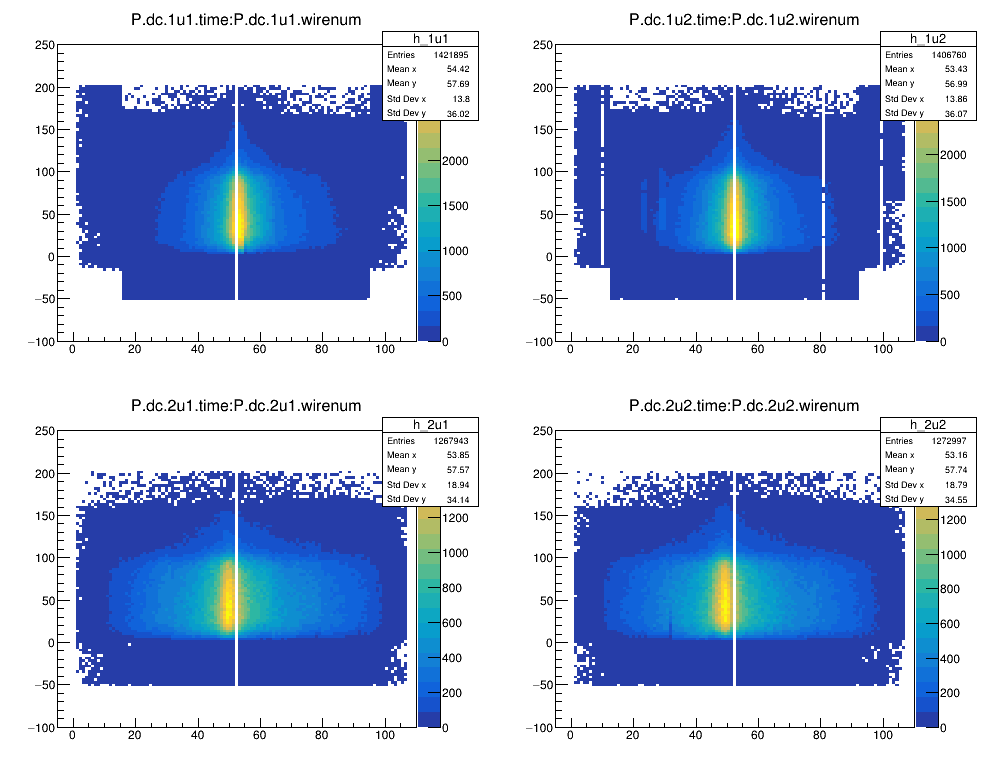 P.dc.1u1.time:P.dc.1u1.wirenum
h_1u1
Entries 1421895
Mean x 54.42
Mean y 57.69
Std Dev x 13.8
Std Dev y 36.02
250
200
150
100
50
0
−50
−100
0 20 40 60 80 100
2000
1500
1000
500
0
P.dc.1u2.time:P.dc.1u2.wirenum
h_1u2
Entries 1406760
Mean x 53.43
Mean y 56.99
Std Dev x 13.86
Std Dev y 36.07
250
200
150
100
50
0
−50
−100
0 20 40 60 80 100
2000
1500
1000
500
0
P.dc.2u1.time:P.dc.2u1.wirenum
h_2u1
Entries 1267943
Mean x 53.85
Mean y 57.57
Std Dev x 18.94
Std Dev y 34.14
250
200
150
100
50
0
−50
−100
0 20 40 60 80 100
1200
1000
800
600
400
200
0
P.dc.2u2.time:P.dc.2u2.wirenum
h_2u2
Entries 1272997
Mean x 53.16
Mean y 57.74
Std Dev x 18.79
Std Dev y 34.55
250
200
150
100
50
0
−50
−100
0 20 40 60 80 100
1200
1000
800
600
400
200
0